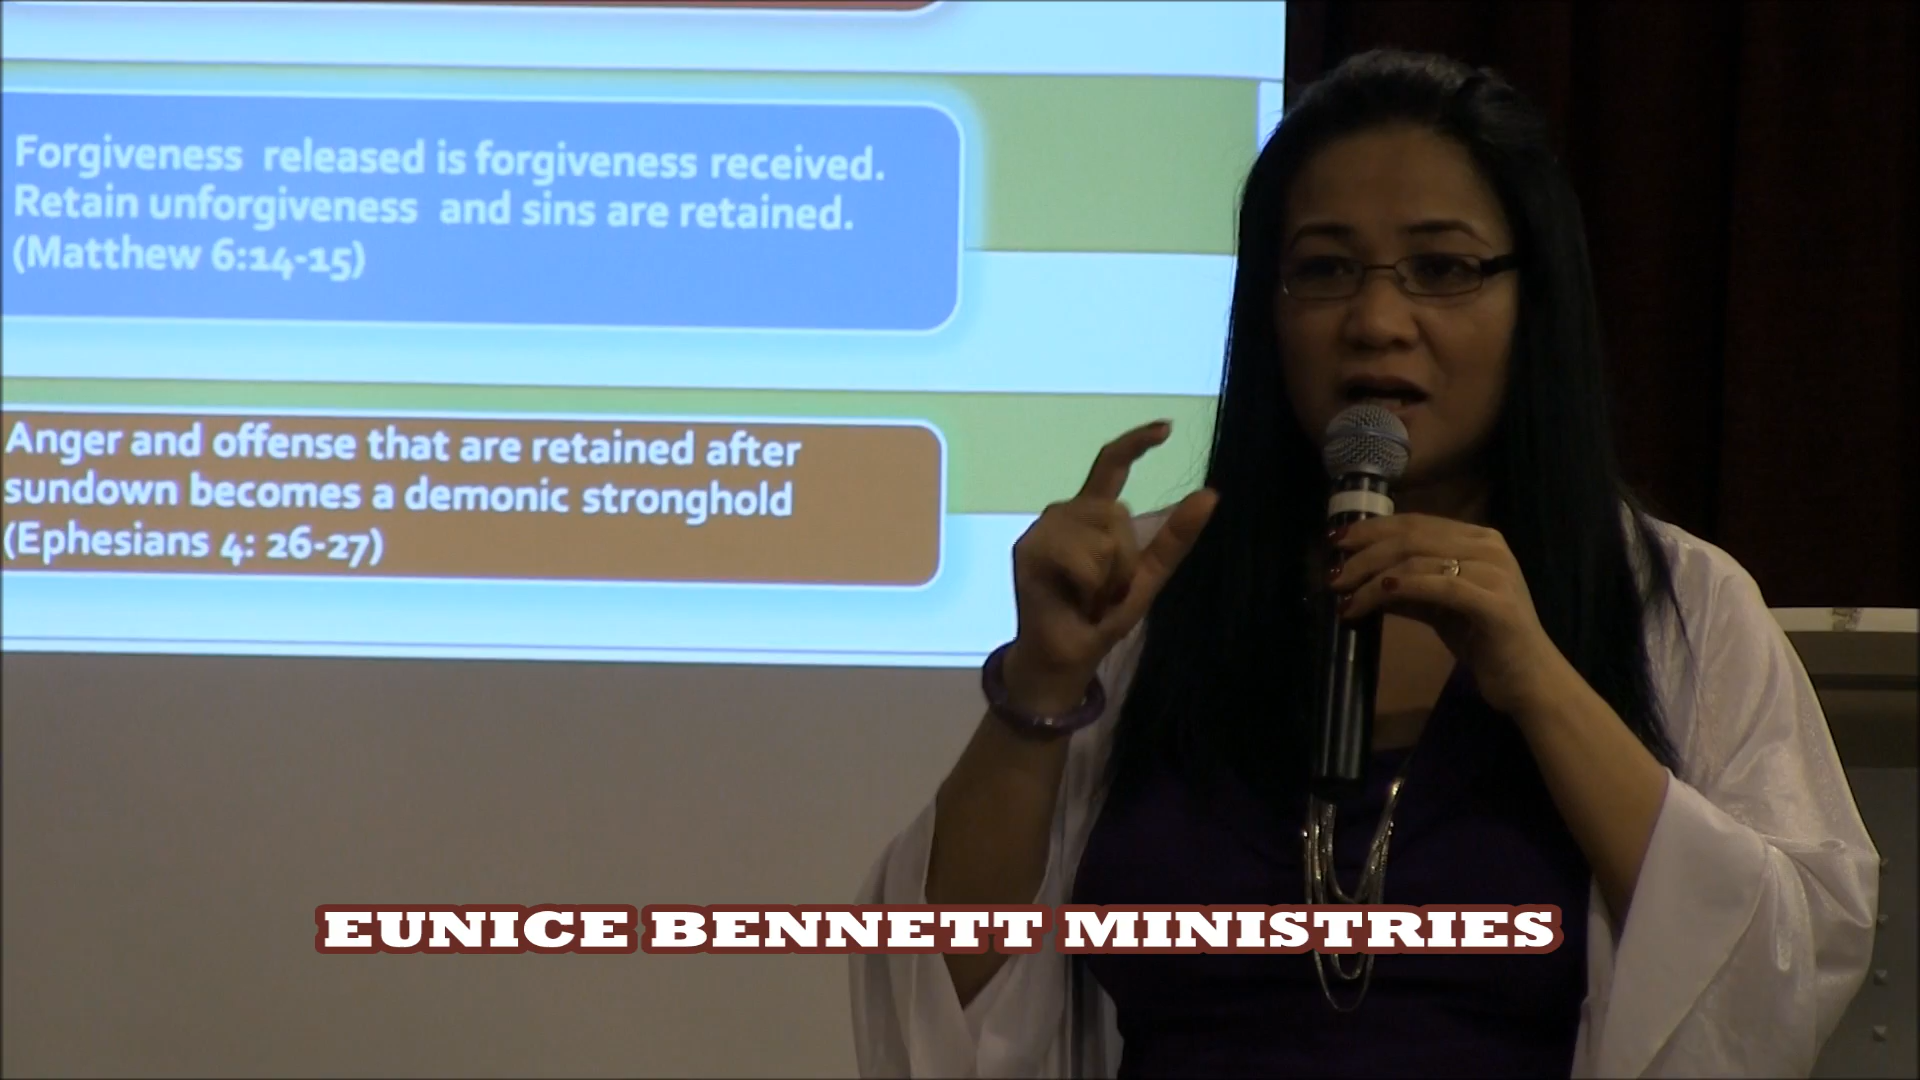 Forgiveness released is forgiveness received.
Retain unforgiveness and sins are retained.
(Matthew 6:14-15)
Anger and offense that are retained after
sundown becomes a demonic stronghold
(Ephesians 4: 26-27)
EUNICE BENNETT MINISTRIES